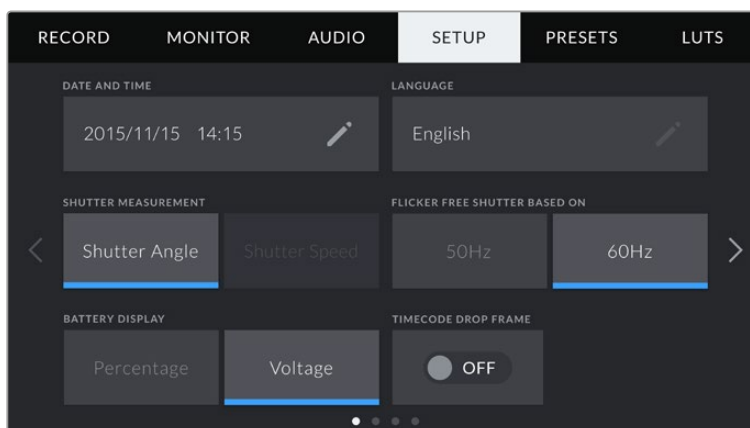 RECORD MONITOR AUDIO SETUP PRESETS LUTS
DATE AND TIME LANGUAGE
2015/11/15 14:15 English
SHUTTER MEASUREMENT FLICKER FREE SHUTTER BASED ON
Shutter Angle Shutter Speed 50Hz 60Hz
BATTERY DISPLAY TIMECODE DROP FRAME
Percentage Voltage OFF